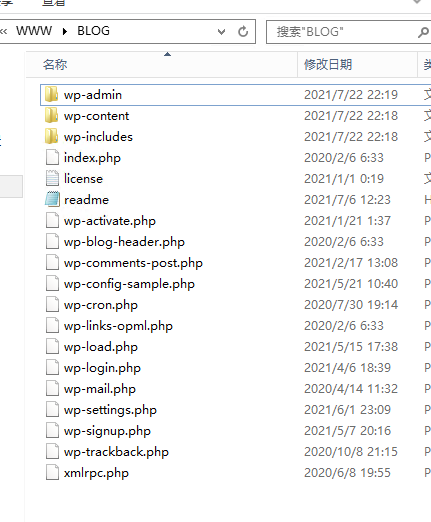 查看
« WWW BLOG 搜索"BLOG"
名称 修改日期
wp-admin 2021/7/22 22:19
wp-content 2021/7/22 22:18
wp-includes 2021/7/22 22:18
index.php 2020/2/6 6:33
license 2021/1/1 0:19
readme 2021/7/6 12:23
wp-activate.php 2021/1/21 1:37
wp-blog-header.php 2020/2/6 6:33
wp-comments-post.php 2021/2/17 13:08
wp-config-sample.php 2021/5/21 10:40
wp-cron.php 2020/7/30 19:14
wp-links-opml.php 2020/2/6 6:33
wp-load.php 2021/5/15 17:38
wp-login.php 2021/4/6 18:39
wp-mail.php 2020/4/14 11:32
wp-settings.php 2021/6/1 23:09
wp-signup.php 2021/5/7 20:16
wp-trackback.php 2020/10/8 21:15
xmlrpc.php 2020/6/8 19:55